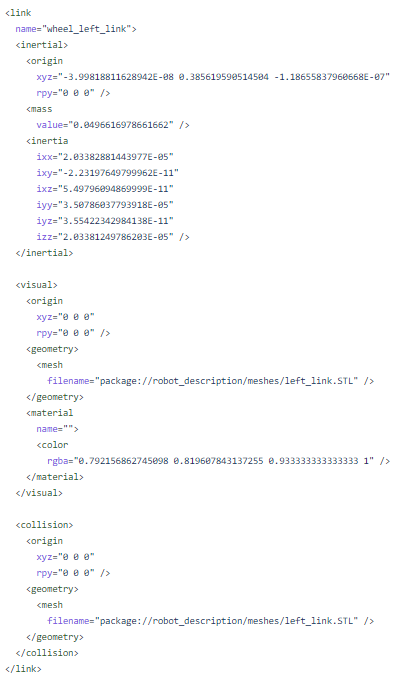 <link
name="wheel_left_link">
<inertial>
<origin
xyz="-3.99818811628942E-08 0.385619590514504 -1.18655837960668E-07"
rpy="0 0 0" />
<mass
value="0.0496616978661662" />
<inertia
ixx="2.03382881443977E-05"
ixy="-2.23197649799962E-11"
ixz="5.49796094869999E-11"
iyy="3.50786037793918E-05"
iyz="3.55422342984138E-11"
izz="2.03381249786203E-05" />
</inertial>
<visual>
<origin
xyz="0 0 0"
rpy="0 0 0" />
<geometry>
<mesh
filename="package://robot_description/meshes/left_link.STL" />
</geometry>
<material
name="">
<color
rgba="0.792156862745098 0.819607843137255 0.933333333333333 1" />
</material>
</visual>
<collision>
<origin
xyz="0 0 0"
rpy="0 0 0" />
<geometry>
<mesh
filename="package://robot_description/meshes/left_link.STL" />
</geometry>
</collision>
</link>